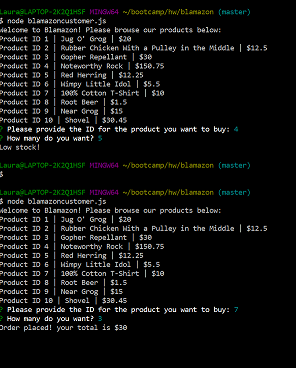 Laura@LAPTOP-2K2Q1HSF MINGW64 ~/bootcamp/hw/blamazon (master)
$ node blamazoncustomer.js
Welcome to Blamazon! Please browse our products below:
Product ID 1 | Jug O' Grog | $20
Product ID 2 | Rubber Chicken With a Pulley in the Middle | $12.5
Product ID 3 | Gopher Repellant | $30
Product ID 4 | Noteworthy Rock | $150.75
Product ID 5 | Red Herring | $12.25
Product ID 6 | Wimpy Little Idol | $5.5
Product ID 7 | 100% Cotton T-Shirt | $10
Product ID 8 | Root Beer | $1.5
Product ID 9 | Near Grog | $15
Product ID 10 | Shovel | $30.45
? Please provide the ID for the product you want to buy: 4
? How many do you want? 5
Low stock!
Laura@LAPTOP-2K2Q1HSF MINGW64 ~/bootcamp/hw/blamazon (master)
$
Laura@LAPTOP-2K2Q1HSF MINGW64 ~/bootcamp/hw/blamazon (master)
$ node blamazoncustomer.js
Welcome to Blamazon! Please browse our products below:
Product ID 1 | Jug O' Grog | $20
Product ID 2 | Rubber Chicken With a Pulley in the Middle | $12.5
Product ID 3 | Gopher Repellant | $30
Product ID 4 | Noteworthy Rock | $150.75
Product ID 5 | Red Herring | $12.25
Product ID 6 | Wimpy Little Idol | $5.5
Product ID 7 | 100% Cotton T-Shirt | $10
Product ID 8 | Root Beer | $1.5
Product ID 9 | Near Grog | $15
Product ID 10 | Shovel | $30.45
? Please provide the ID for the product you want to buy: 7
? How many do you want? 3
Order placed! your total is $30